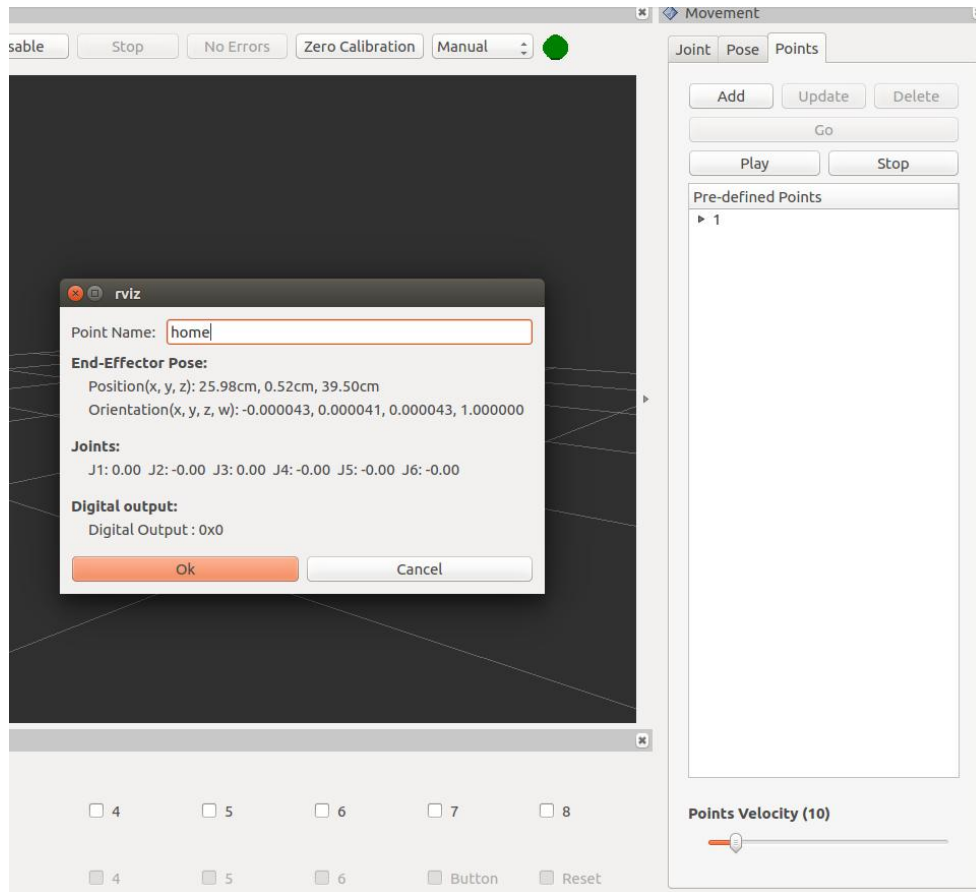 Movement
sable Stop No Errors Zero Calibration Manual
Joint Pose Points
Add Update Delete
Go
Play Stop
Pre-defined Points
1
rviz
Point Name: home
End-Effector Pose:
Position(x, y, z): 25.98cm, 0.52cm, 39.50cm
Orientation(x, y, z, w): -0.000043, 0.000041, 0.000043, 1.000000
Joints:
J1: 0.00 J2: -0.00 J3: 0.00 J4: -0.00 J5: -0.00 J6: -0.00
Digital output:
Digital Output : 0x0
Ok Cancel
4 5 6 7 8
4 5 6 Button Reset
Points Velocity (10)